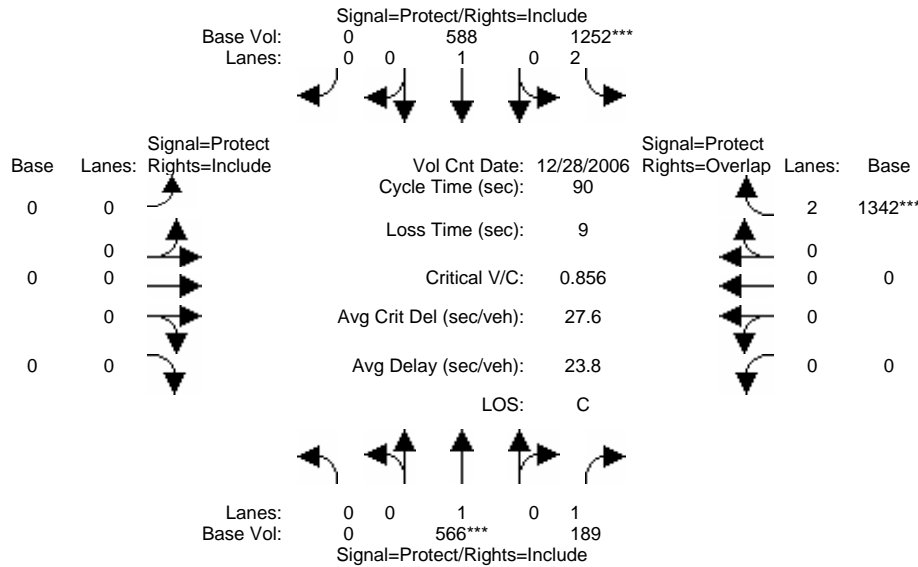 Signal=Protect/Rights=Include
Base Vol: 0 588 1252***
Lanes: 0 0 1 0 2
Signal=Protect Signal=Protect
Base Lanes: Rights=Include Vol Cnt Date: 12/28/2006 Rights=Overlap Lanes: Base
Cycle Time (sec): 90
0 0 2 1342***
Loss Time (sec): 9
0 0
0 0 Critical V/C: 0.856 0 0
0 Avg Crit Del (sec/veh): 27.6 0
0 0 Avg Delay (sec/veh): 23.8 0 0
LOS: C
Lanes: 0 0 1 0 1
Base Vol: 0 566*** 189
Signal=Protect/Rights=Include